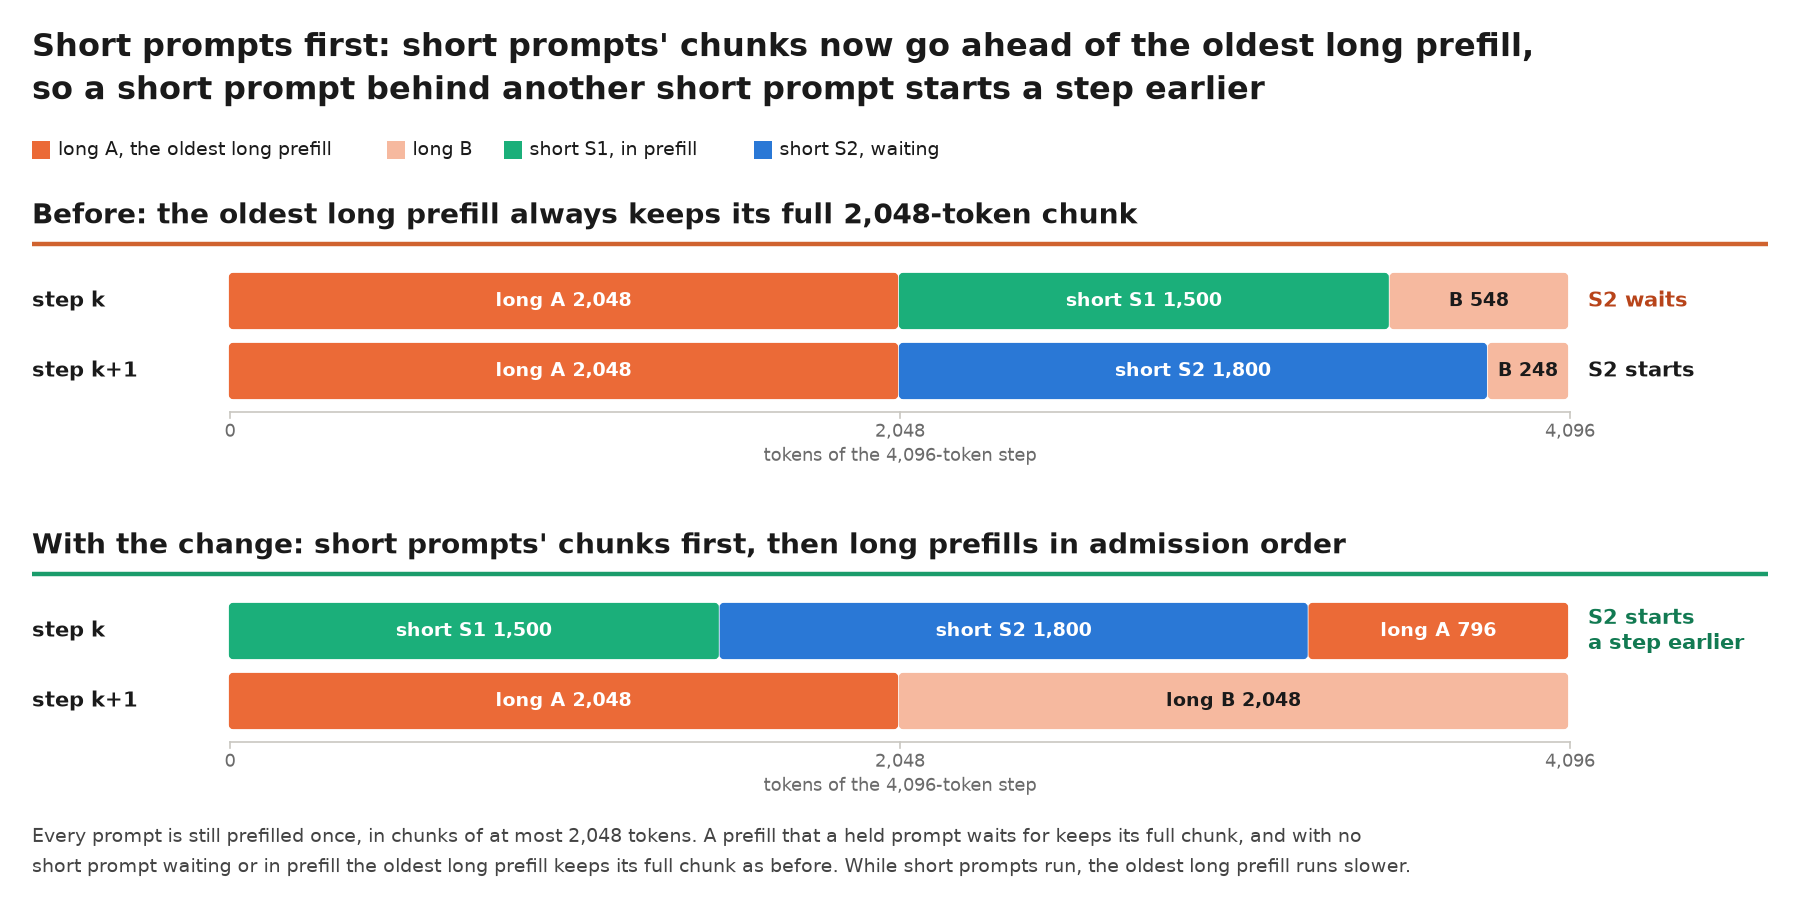 Short prompts first: short prompts' chunks now go ahead of the oldest long prefill,
so a short prompt behind another short prompt starts a step earlier
long A, the oldest long prefill
long B
short S1, in prefill
short S2, waiting
Before: the oldest long prefill always keeps its full 2,048-token chunk
step k
long A 2,048
short S1 1,500
B 548
S2 waits
step k+1
long A 2,048
short S2 1,800
B 248
S2 starts
0
2,048
4,096
tokens of the 4,096-token step
With the change: short prompts' chunks first, then long prefills in admission order
step k
short S1 1,500
short S2 1,800
long A 796
S2 starts
a step earlier
step k+1
long A 2,048
long B 2,048
0
2,048
4,096
tokens of the 4,096-token step
Every prompt is still prefilled once, in chunks of at most 2,048 tokens. A prefill that a held prompt waits for keeps its full chunk, and with no
short prompt waiting or in prefill the oldest long prefill keeps its full chunk as before. While short prompts run, the oldest long prefill runs slower.